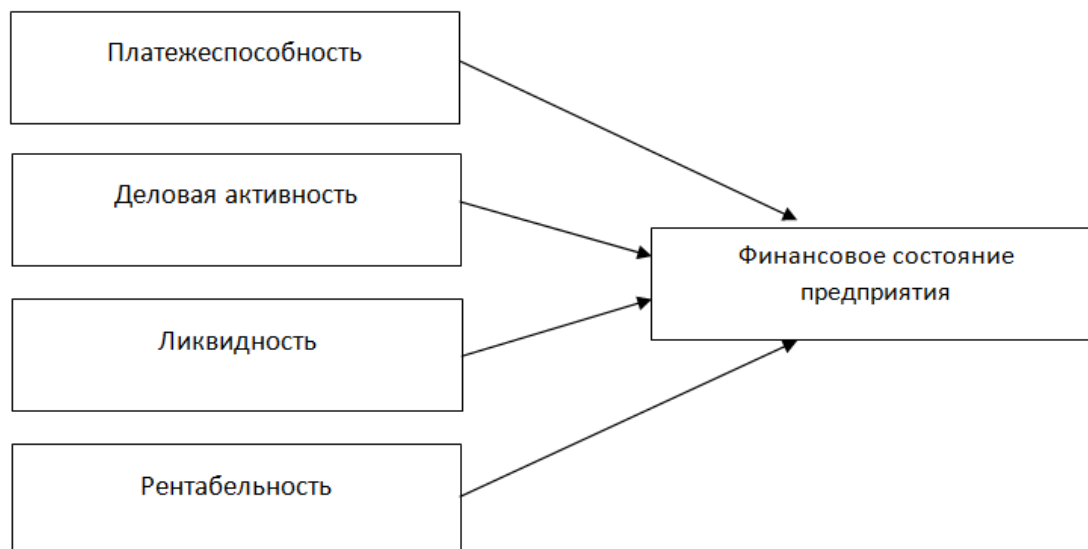 Платежеспособность
Деловая активность
Финансовое состояние
предприятия
Ликвидность
Рентабельность